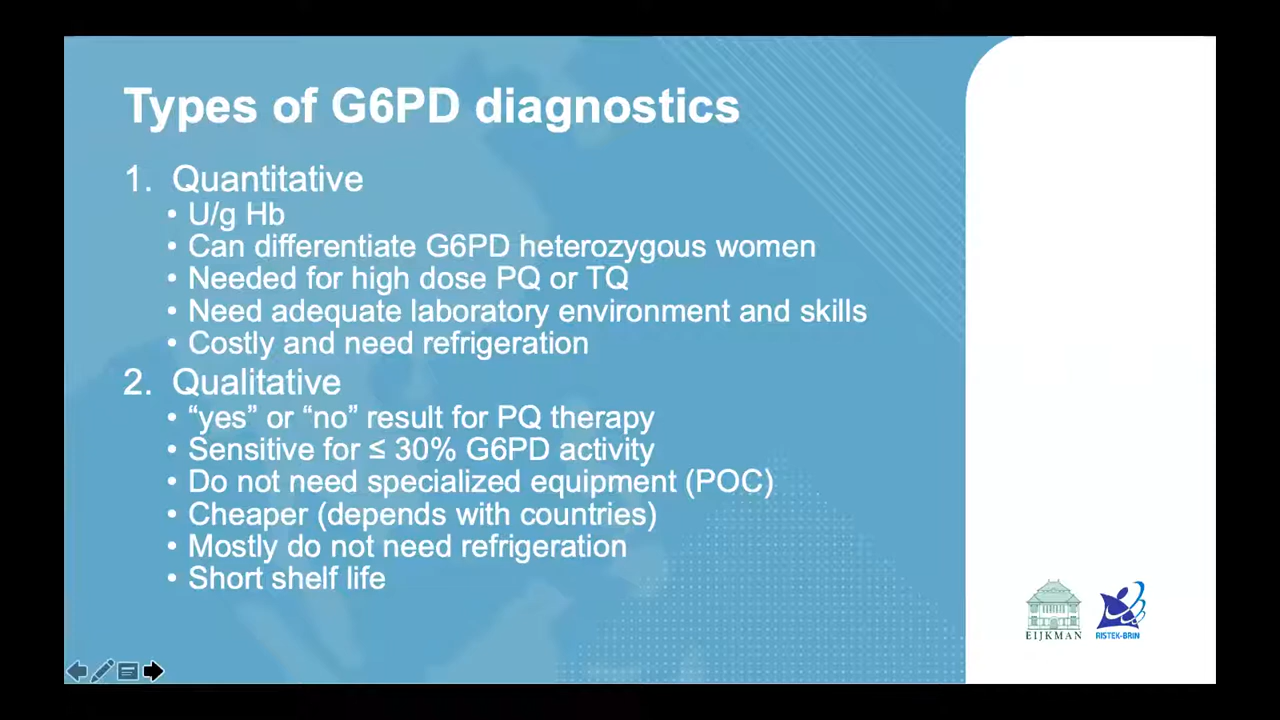 Types of G6PD diagnostics
1. Quantitative
• U/g Hb
• Can differentiate G6PD heterozygous women
• Needed for high dose PQ or TQ
• Need adequate laboratory environment and skills
• Costly and need refrigeration
2. Qualitative
• “yes” or “no” result for PQ therapy
• Sensitive for ≤ 30% G6PD activity
• Do not need specialized equipment (POC)
• Cheaper (depends with countries)
• Mostly do not need refrigeration
• Short shelf life
EIJKMAN
RISTEK-BRIN